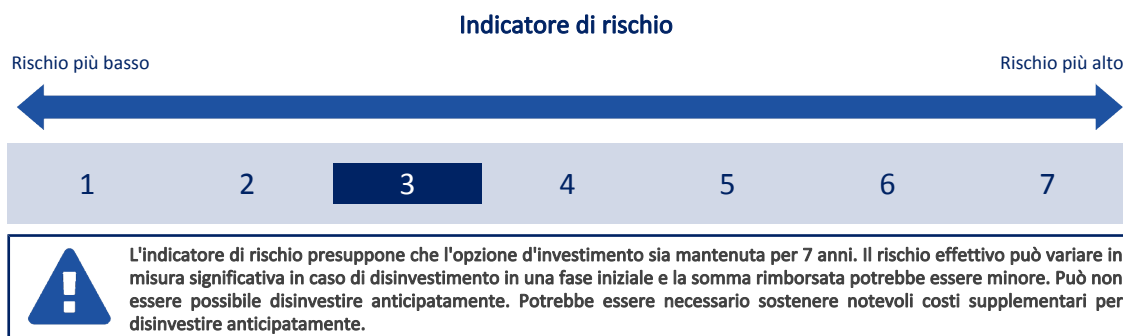 Indicatore di rischio
Rischio più basso
Rischio più alto
1 2 3 4 5 6 7
L'indicatore di rischio presuppone che l'opzione d'investimento sia mantenuta per 7 anni. Il rischio effettivo può variare in
misura significativa in caso di disinvestimento in una fase iniziale e la somma rimborsata potrebbe essere minore. Può non
essere possibile disinvestire anticipatamente. Potrebbe essere necessario sostenere notevoli costi supplementari per
disinvestire anticipatamente.